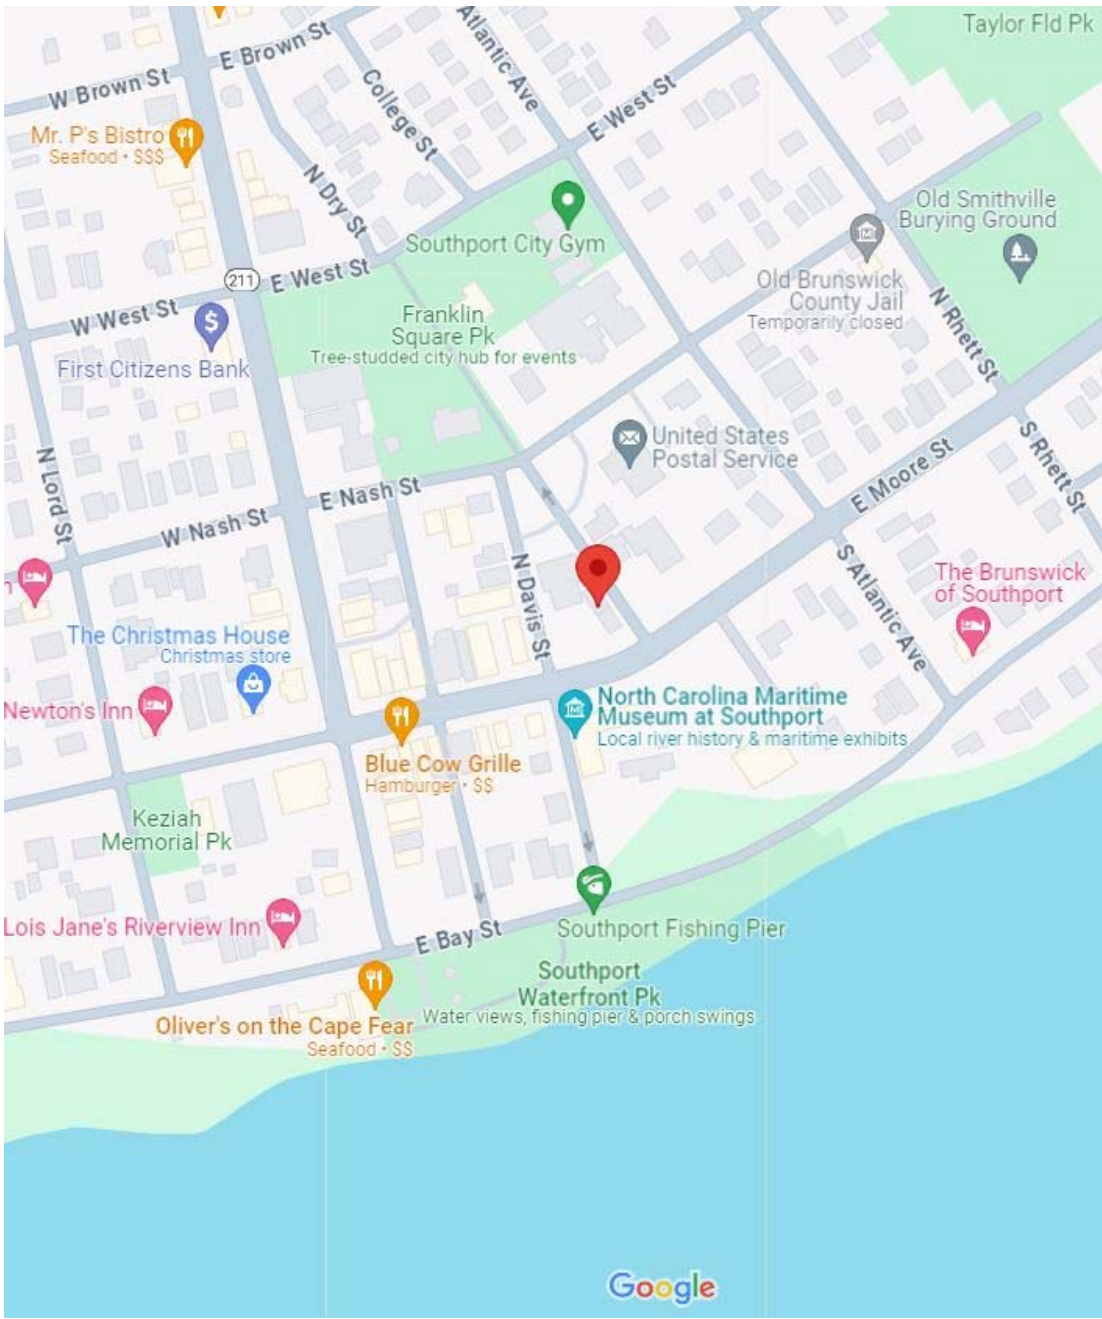 Taylor Fld Pk
Atlantic Ave
E Brown St
W Brown St
College St
E West St
Mr. P's Bistro
Seafood • $$$
N Dry St
Old Smithville
Burying Ground
Southport City Gym
211
E West St
Old Brunswick
County Jail
Temporarily closed
W West St
Franklin
Square Pk
Tree-studded city hub for events
N Rhett St
First Citizens Bank
United States
Postal Service
S Rhett St
N Lord St
E Nash St
E Moore St
W Nash St
N Davis St
S Atlantic Ave
The Brunswick
of Southport
n
The Christmas House
Christmas store
Newton's Inn
North Carolina Maritime
Museum at Southport
Local river history & maritime exhibits
Blue Cow Grille
Hamburger • $$
Keziah
Memorial Pk
Lois Jane's Riverview Inn
E Bay St
Southport Fishing Pier
Southport
Waterfront Pk
Water views, fishing pier & porch swings
Oliver's on the Cape Fear
Seafood • $$
Google